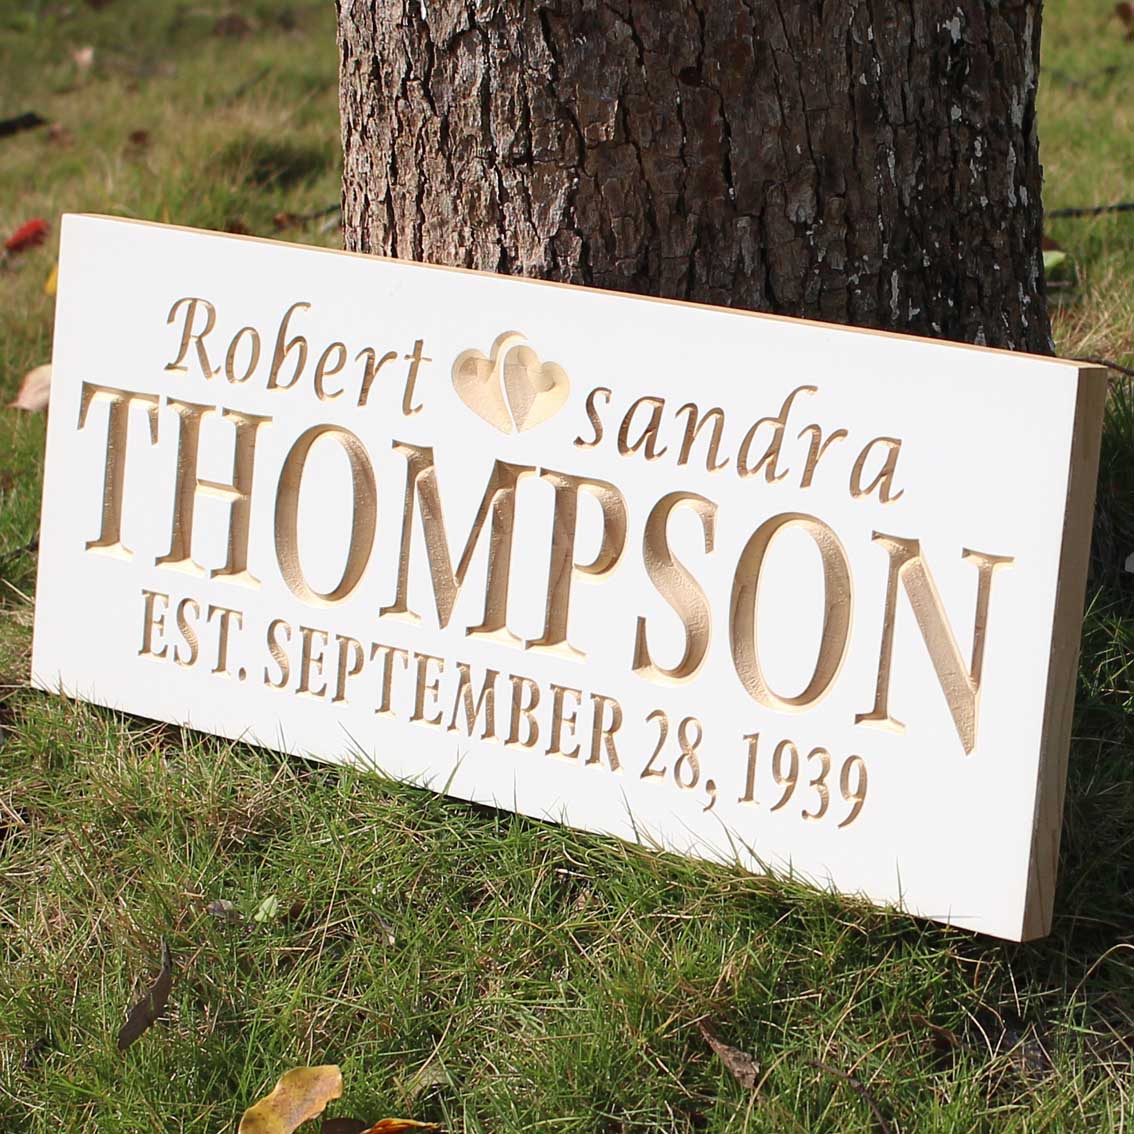 Robert sandra
THOMPSON
EST. SEPTEMBER 28, 1939